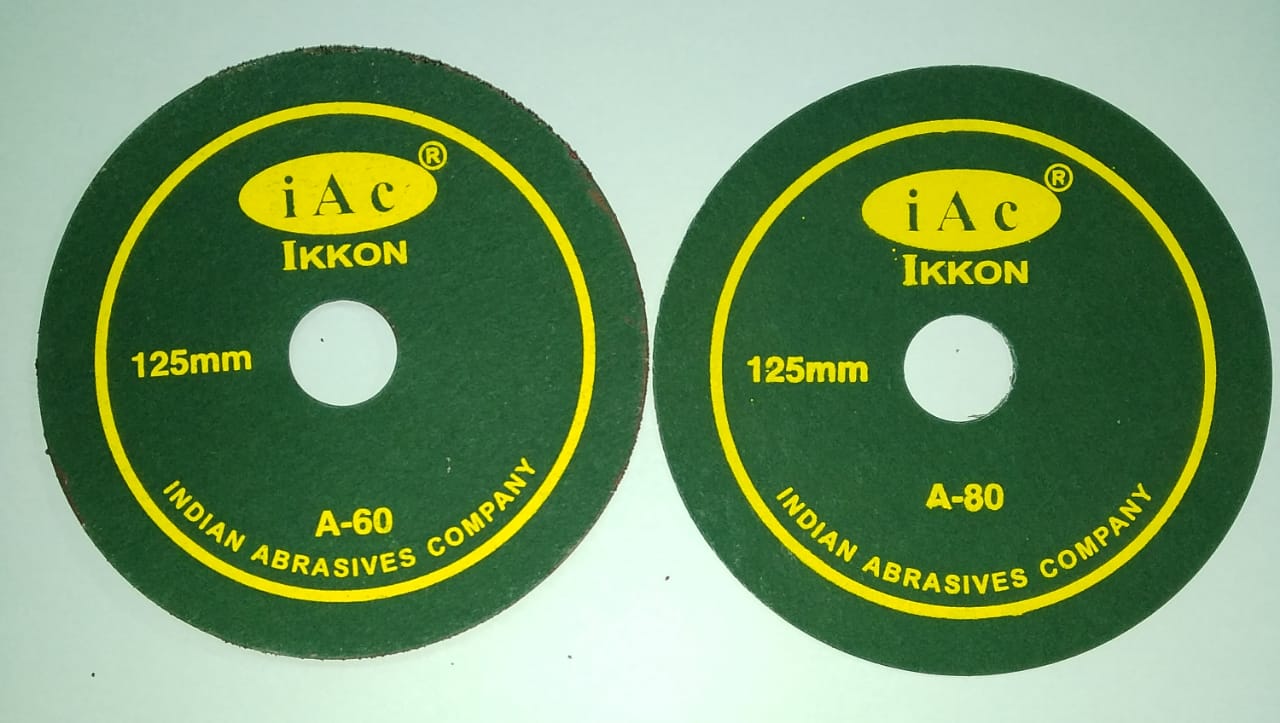 iAc ®
IKKON
125mm
A-60
INDIAN ABRASIVES COMPANY
iAc ®
IKKON
125mm
A-80
INDIAN ABRASIVES COMPANY